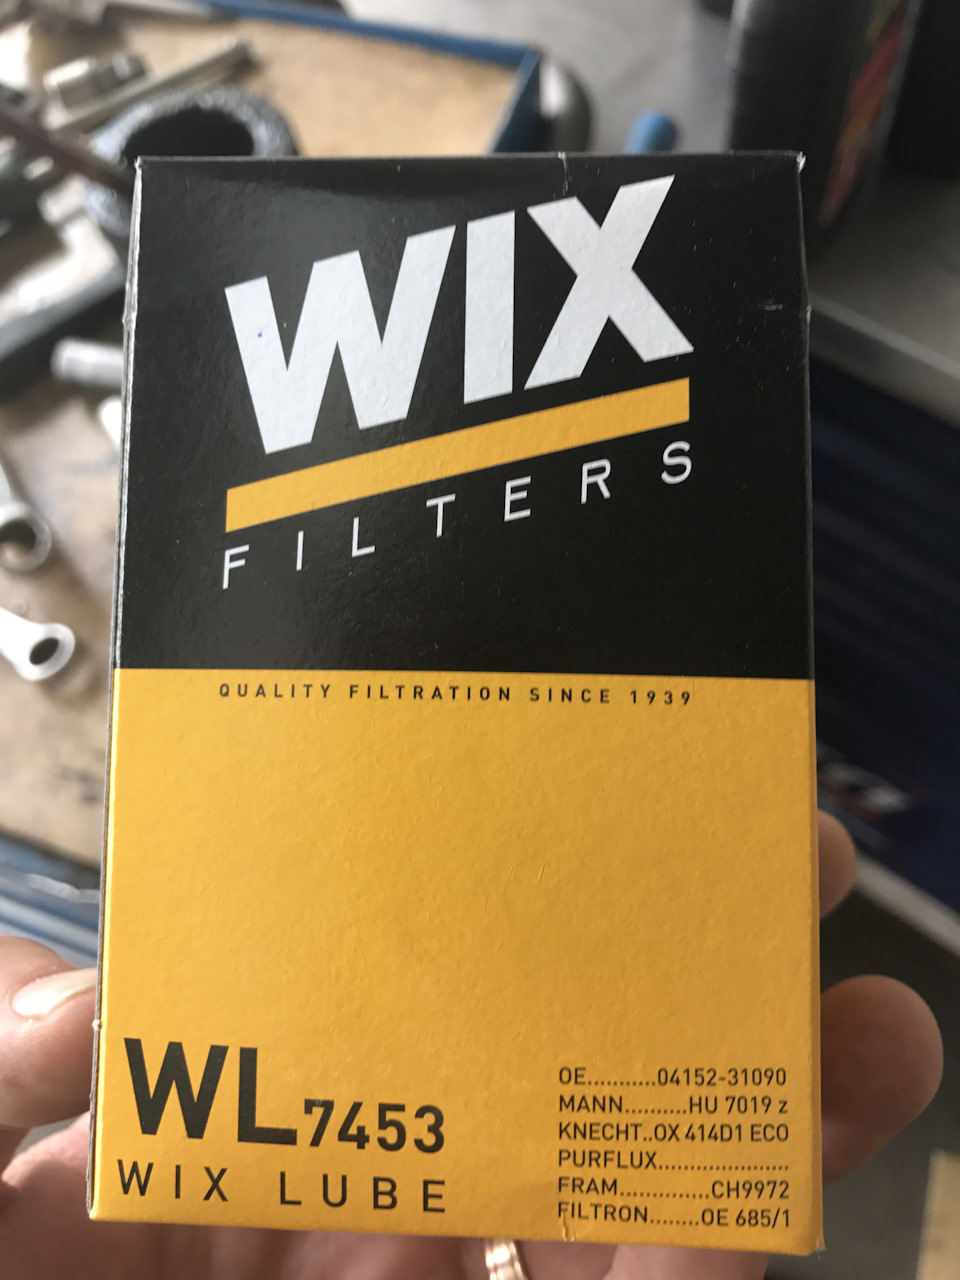 WIX
FILTERS
QUALITY FILTRATION SINCE 1939
WL7453
WIX LUBE
OE...........04152-31090
MANN..........HU 7019 z
KNECHT..OX 414D1 ECO
PURFLUX.....................
FRAM..............CH9972
FILTRON........OE 685/1